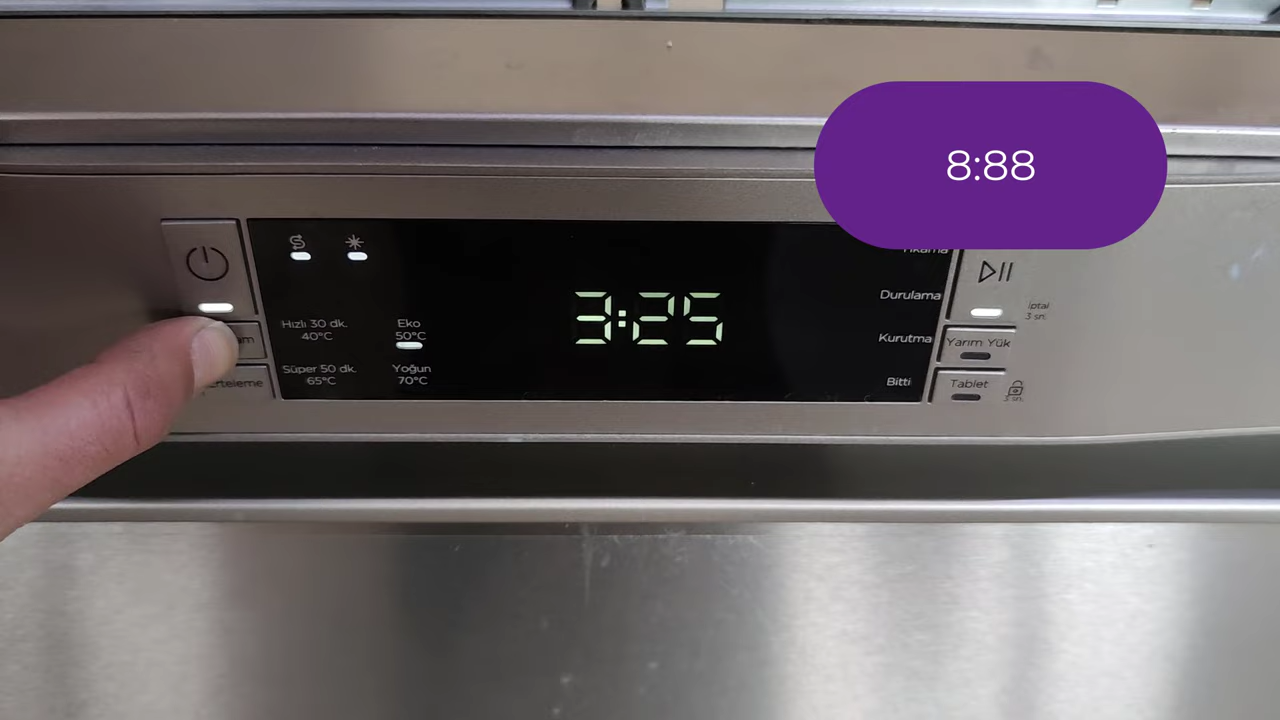 8:88
Hızlı 30 dk.
40°C
Eko
50°C
Süper 50 dk.
65°C
Yoğun
70°C
3:25
Yıkama
Durulama
Kurutma
Bitti
İptal
3 sn.
Yarım Yük
Tablet
3 sn.